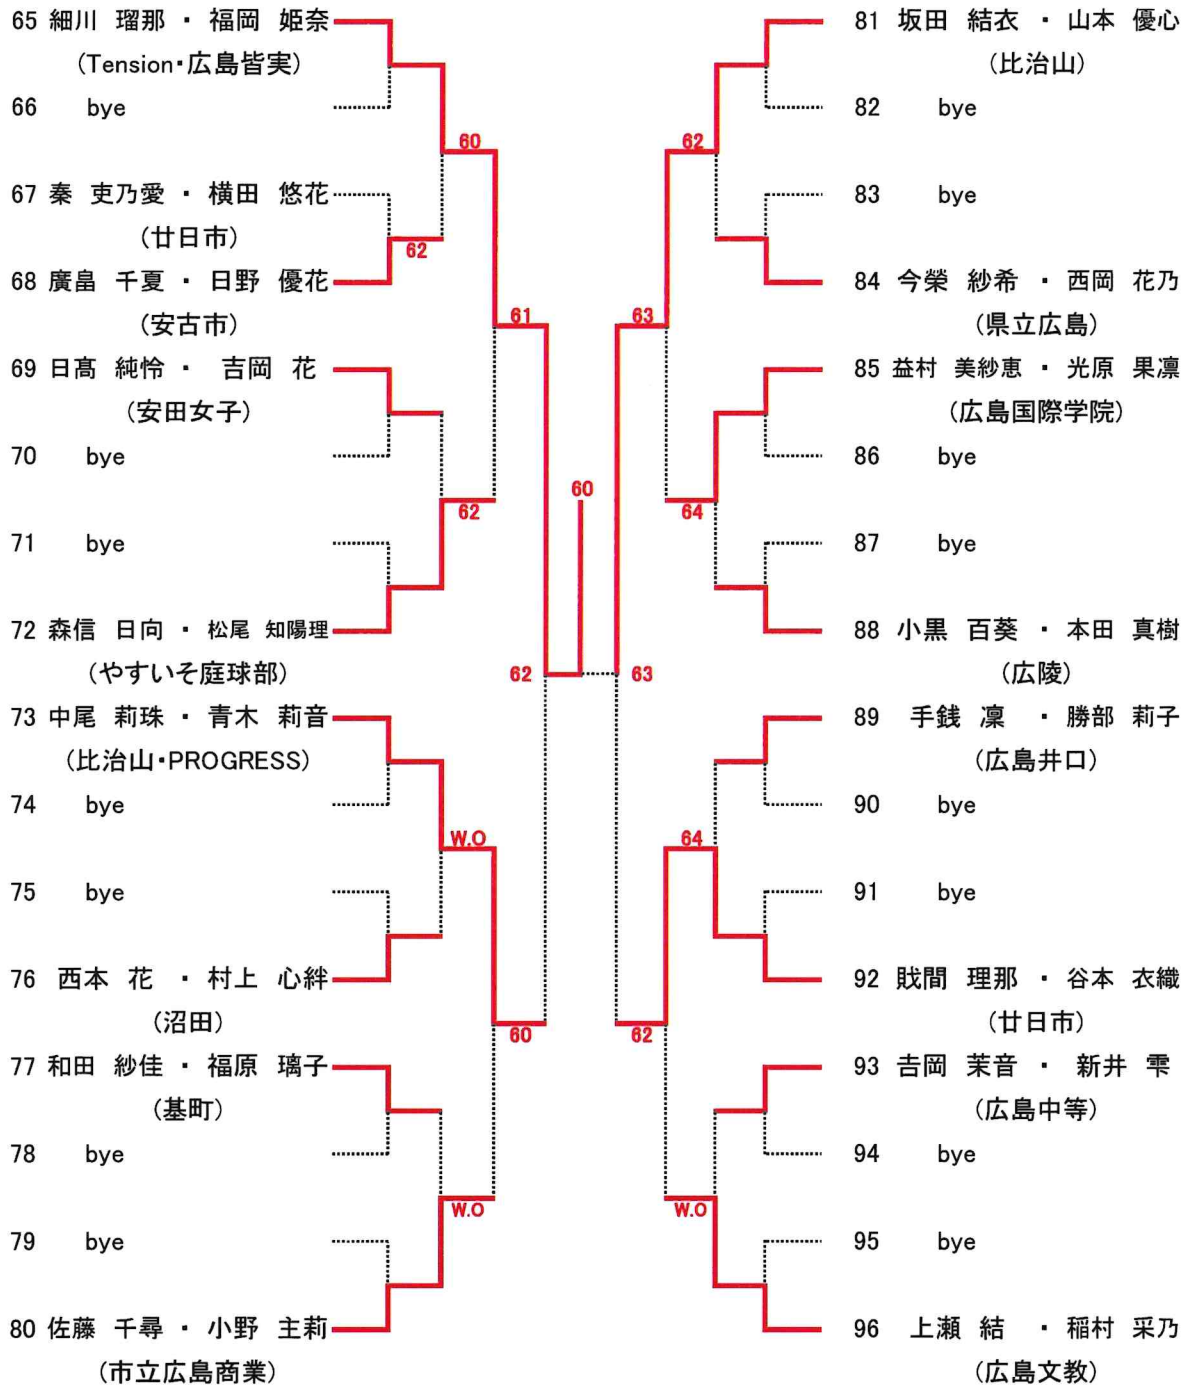 65 細川 瑠那 ・ 福岡 姫奈
(Tension・広島皆実)
66 bye
60
67 秦 吏乃愛 ・ 横田 悠花
(廿日市)
62
68 廣畠 千夏 ・ 日野 優花
(安古市)
61
69 日髙 純怜 ・ 吉岡 花
(安田女子)
70 bye
62
71 bye
72 森信 日向 ・ 松尾 知陽理
(やすいそ庭球部)
62
73 中尾 莉珠 ・ 青木 莉音
(比治山・PROGRESS)
74 bye
W.O
75 bye
76 西本 花 ・ 村上 心絆
(沼田)
60
77 和田 紗佳 ・ 福原 璃子
(基町)
78 bye
W.O
79 bye
80 佐藤 千尋 ・ 小野 主莉
(市立広島商業)
60
81 坂田 結衣 ・ 山本 優心
(比治山)
82 bye
62
83 bye
84 今榮 紗希 ・ 西岡 花乃
(県立広島)
63
85 益村 美紗恵 ・ 光原 果凛
(広島国際学院)
86 bye
64
87 bye
88 小黒 百葵 ・ 本田 真樹
(広陵)
63
89 手銭 凜 ・ 勝部 莉子
(広島井口)
90 bye
64
91 bye
92 戝間 理那 ・ 谷本 衣織
(廿日市)
62
93 吉岡 茉音 ・ 新井 雫
(広島中等)
94 bye
W.O
95 bye
96 上瀬 結 ・ 稲村 采乃
(広島文教)